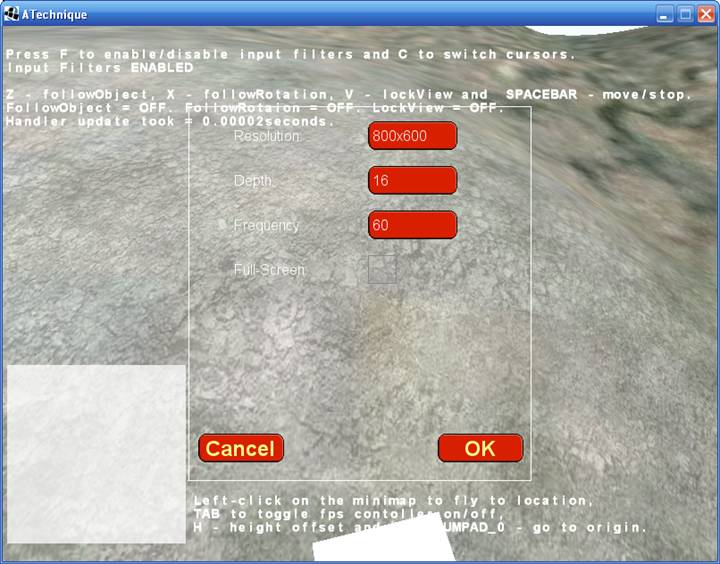 ATechnique
Press F to enable/disable input filters and C to switch cursors.
Input Filters ENABLED
Z - followObject, X - followRotation, V - lockView and SPACEBAR - move/stop.
FollowObject = OFF. FollowRotaion = OFF. LockView = OFF.
Handler update took = 0.00002seconds.
Resolution 800x600
Depth 16
Frequency 60
Full-Screen
Cancel OK
Left-click on the minimap to fly to location,
TAB to toggle fps contoller on/off,
H - height offset and UMPAD_0 - go to origin.